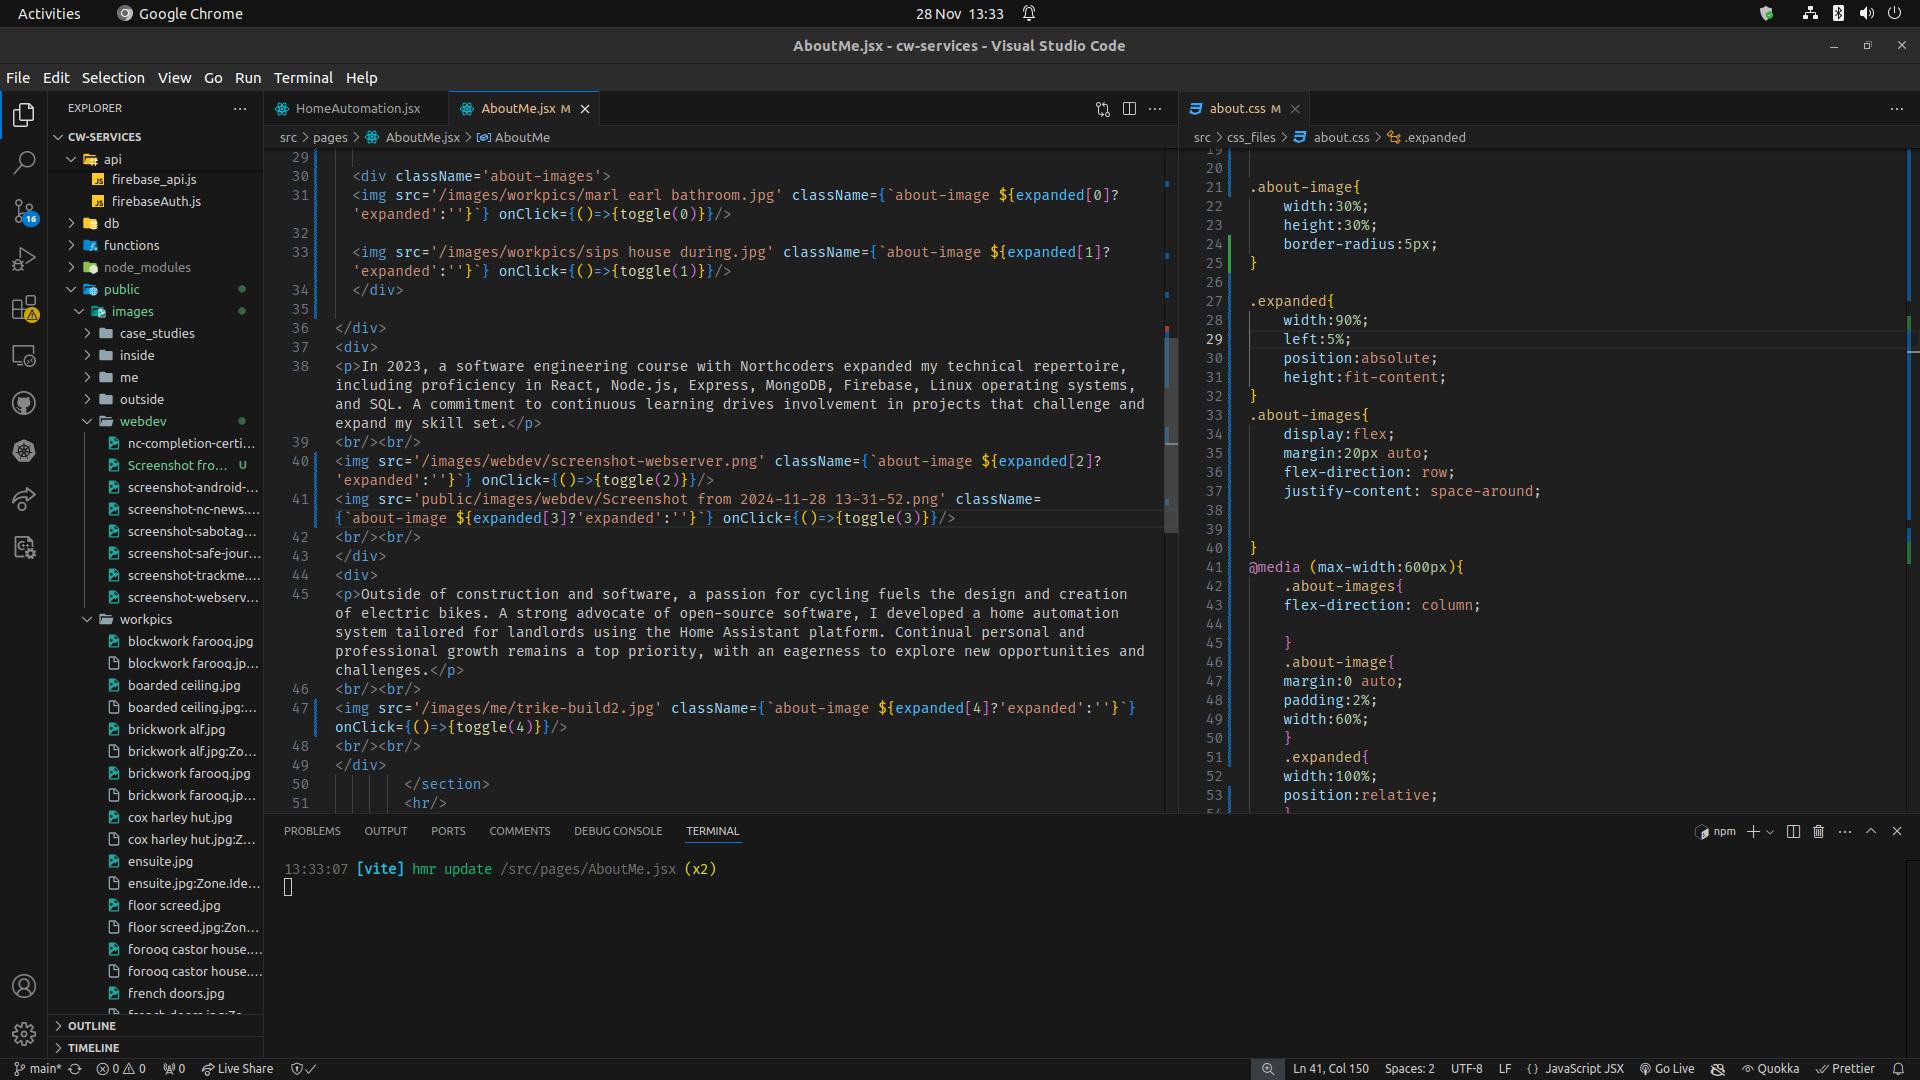 Activities
Google Chrome
28 Nov 13:33
AboutMe.jsx - cw-services - Visual Studio Code
File Edit Selection View Go Run Terminal Help
EXPLORER
CW-SERVICES
api
firebase_api.js
firebaseAuth.js
db
functions
node_modules
public
images
case_studies
inside
me
outside
webdev
nc-completion-certi...
Screenshot fro... U
screenshot-android-...
screenshot-nc-news....
screenshot-sabotag...
screenshot-safe-jour...
screenshot-trackme....
screenshot-webserv...
workpics
blockwork farooq.jpg
blockwork farooq.jp...
boarded ceiling.jpg
boarded ceiling.jpg:...
brickwork alf.jpg
brickwork alf.jpg:Zo...
brickwork farooq.jpg
brickwork farooq.jp...
cox harley hut.jpg
cox harley hut.jpg:Z...
ensuite.jpg
ensuite.jpg:Zone.Ide...
floor screed.jpg
floor screed.jpg:Zon...
forooq castor house....
forooq castor house....
french doors.jpg
OUTLINE
TIMELINE
16
HomeAutomation.jsx
AboutMe.jsx M
src > pages > AboutMe.jsx > AboutMe
29
30 <div className='about-images'>
31 <img src='/images/workpics/marl earl bathroom.jpg' className={`about-image ${expanded[0]?
'expanded':''}`} onClick={()=>{toggle(0)}}/>
32
33 <img src='/images/workpics/sips house during.jpg' className={`about-image ${expanded[1]?
'expanded':''}`} onClick={()=>{toggle(1)}}/>
34 </div>
35
36 </div>
37 <div>
38 <p>In 2023, a software engineering course with Northcoders expanded my technical repertoire,
including proficiency in React, Node.js, Express, MongoDB, Firebase, Linux operating systems,
and SQL. A commitment to continuous learning drives involvement in projects that challenge and
expand my skill set.</p>
39 <br/><br/>
40 <img src='/images/webdev/screenshot-webserver.png' className={`about-image ${expanded[2]?
'expanded':''}`} onClick={()=>{toggle(2)}}/>
41 <img src='public/images/webdev/Screenshot from 2024-11-28 13-31-52.png' className=
{`about-image ${expanded[3]?'expanded':''}`} onClick={()=>{toggle(3)}}/>
42 <br/><br/>
43 </div>
44 <div>
45 <p>Outside of construction and software, a passion for cycling fuels the design and creation
of electric bikes. A strong advocate of open-source software, I developed a home automation
system tailored for landlords using the Home Assistant platform. Continual personal and
professional growth remains a top priority, with an eagerness to explore new opportunities and
challenges.</p>
46 <br/><br/>
47 <img src='/images/me/trike-build2.jpg' className={`about-image ${expanded[4]?'expanded':''}`}
onClick={()=>{toggle(4)}}/>
48 <br/><br/>
49 </div>
50 </section>
51 <hr/>
about.css M
src > css_files > about.css > .expanded
19
20
21 .about-image{
22 width:30%;
23 height:30%;
24 border-radius:5px;
25 }
26
27 .expanded{
28 width:90%;
29 left:5%;
30 position:absolute;
31 height:fit-content;
32 }
33 .about-images{
34 display:flex;
35 margin:20px auto;
36 flex-direction: row;
37 justify-content: space-around;
38
39
40 }
41 @media (max-width:600px){
42 .about-images{
43 flex-direction: column;
44
45 }
46 .about-image{
47 margin:0 auto;
48 padding:2%;
49 width:60%;
50 }
51 .expanded{
52 width:100%;
53 position:relative;
PROBLEMS OUTPUT PORTS COMMENTS DEBUG CONSOLE TERMINAL
npm
13:33:07 [vite] hmr update /src/pages/AboutMe.jsx (x2)
main* 0 0 0 Live Share
Ln 41, Col 150 Spaces: 2 UTF-8 LF {} JavaScript JSX Go Live Quokka Prettier